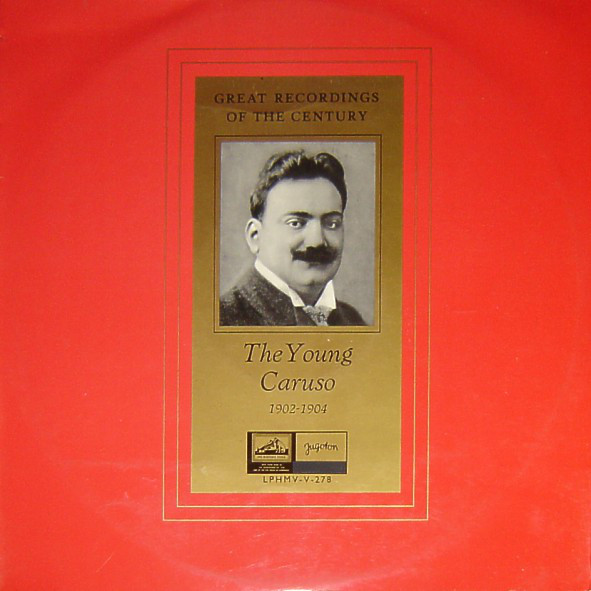 GREAT RECORDINGS
OF THE CENTURY
The Young
Caruso
1902-1904
Jugoton
LPHMV-V-278